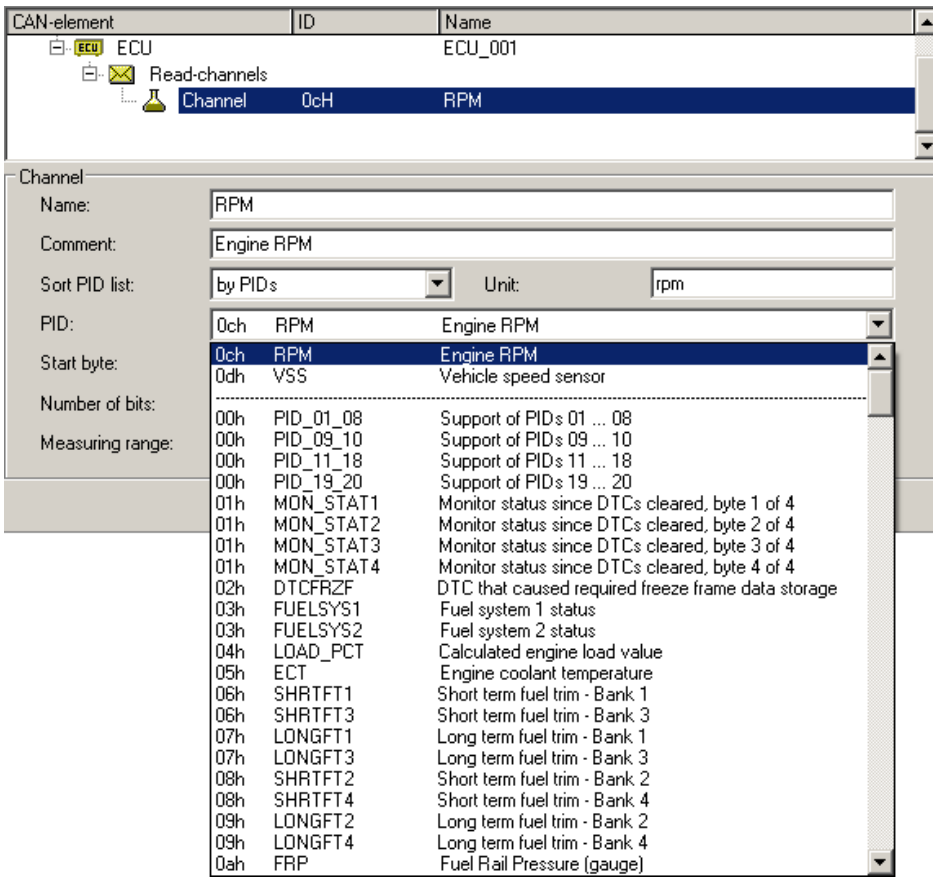 CAN-element ID Name
ECU ECU ECU_001
Read-channels
Channel 0cH RPM
Channel
Name: RPM
Comment: Engine RPM
Sort PID list: by PIDs Unit: rpm
PID: 0ch RPM Engine RPM
Start byte:
Number of bits:
Measuring range:
0ch RPM Engine RPM
0dh VSS Vehicle speed sensor
00h PID_01_08 Support of PIDs 01 ... 08
00h PID_09_10 Support of PIDs 09 ... 10
00h PID_11_18 Support of PIDs 11 ... 18
00h PID_19_20 Support of PIDs 19 ... 20
01h MON_STAT1 Monitor status since DTCs cleared, byte 1 of 4
01h MON_STAT2 Monitor status since DTCs cleared, byte 2 of 4
01h MON_STAT3 Monitor status since DTCs cleared, byte 3 of 4
01h MON_STAT4 Monitor status since DTCs cleared, byte 4 of 4
02h DTCFRZF DTC that caused required freeze frame data storage
03h FUELSYS1 Fuel system 1 status
03h FUELSYS2 Fuel system 2 status
04h LOAD_PCT Calculated engine load value
05h ECT Engine coolant temperature
06h SHRTFT1 Short term fuel trim - Bank 1
06h SHRTFT3 Short term fuel trim - Bank 3
07h LONGFT1 Long term fuel trim - Bank 1
07h LONGFT3 Long term fuel trim - Bank 3
08h SHRTFT2 Short term fuel trim - Bank 2
08h SHRTFT4 Short term fuel trim - Bank 4
09h LONGFT2 Long term fuel trim - Bank 2
09h LONGFT4 Long term fuel trim - Bank 4
0ah FRP Fuel Rail Pressure (gauge)